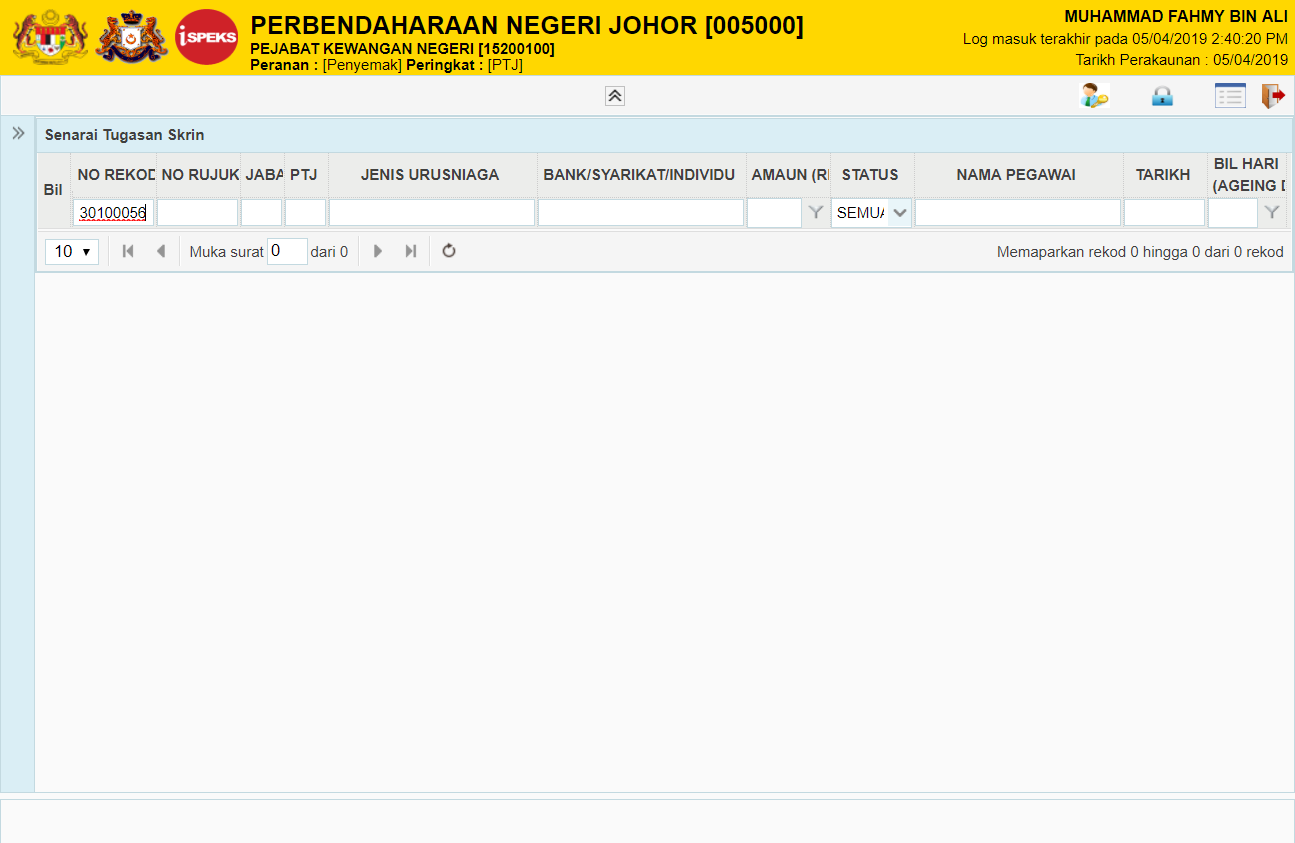 iSPEKS
PERBENDAHARAAN NEGERI JOHOR [005000]
PEJABAT KEWANGAN NEGERI [15200100]
Peranan : [Penyemak] Peringkat : [PTJ]
MUHAMMAD FAHMY BIN ALI
Log masuk terakhir pada 05/04/2019 2:40:20 PM
Tarikh Perakaunan : 05/04/2019
Senarai Tugasan Skrin
Bil NO REKOD NO RUJUK JABA PTJ JENIS URUSNIAGA BANK/SYARIKAT/INDIVIDU AMAUN (R STATUS NAMA PEGAWAI TARIKH BIL HARI
(AGEING D
30100056 SEMUA
10 Muka surat 0 dari 0 Memaparkan rekod 0 hingga 0 dari 0 rekod